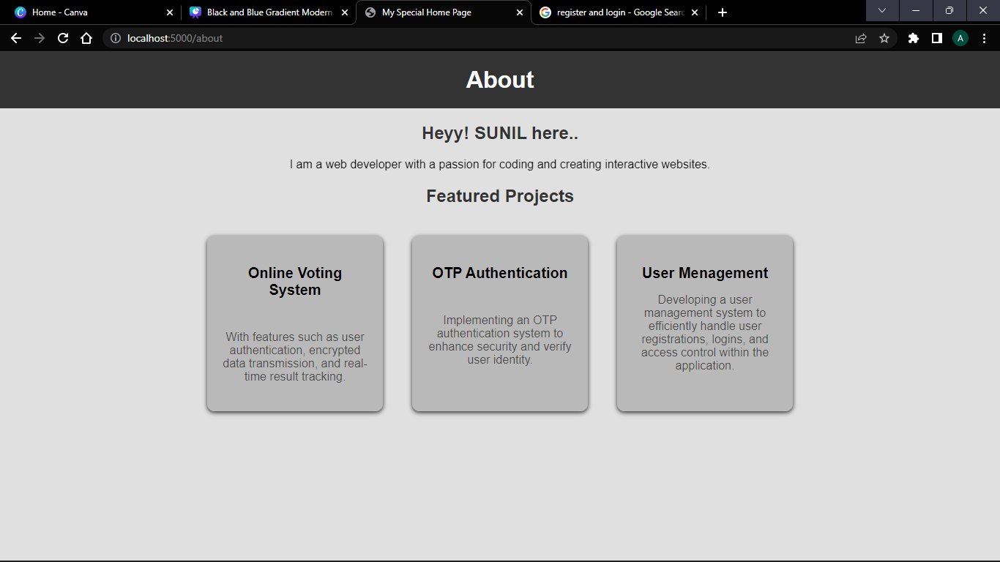 Home - Canva
Black and Blue Gradient Modern
My Special Home Page
register and login - Google Searc
localhost:5000/about
A
About
Heyy! SUNIL here..
I am a web developer with a passion for coding and creating interactive websites.
Featured Projects
Online Voting
System
With features such as user
authentication, encrypted
data transmission, and real-
time result tracking.
OTP Authentication
Implementing an OTP
authentication system to
enhance security and verify
user identity.
User Menagement
Developing a user
management system to
efficiently handle user
registrations, logins, and
access control within the
application.